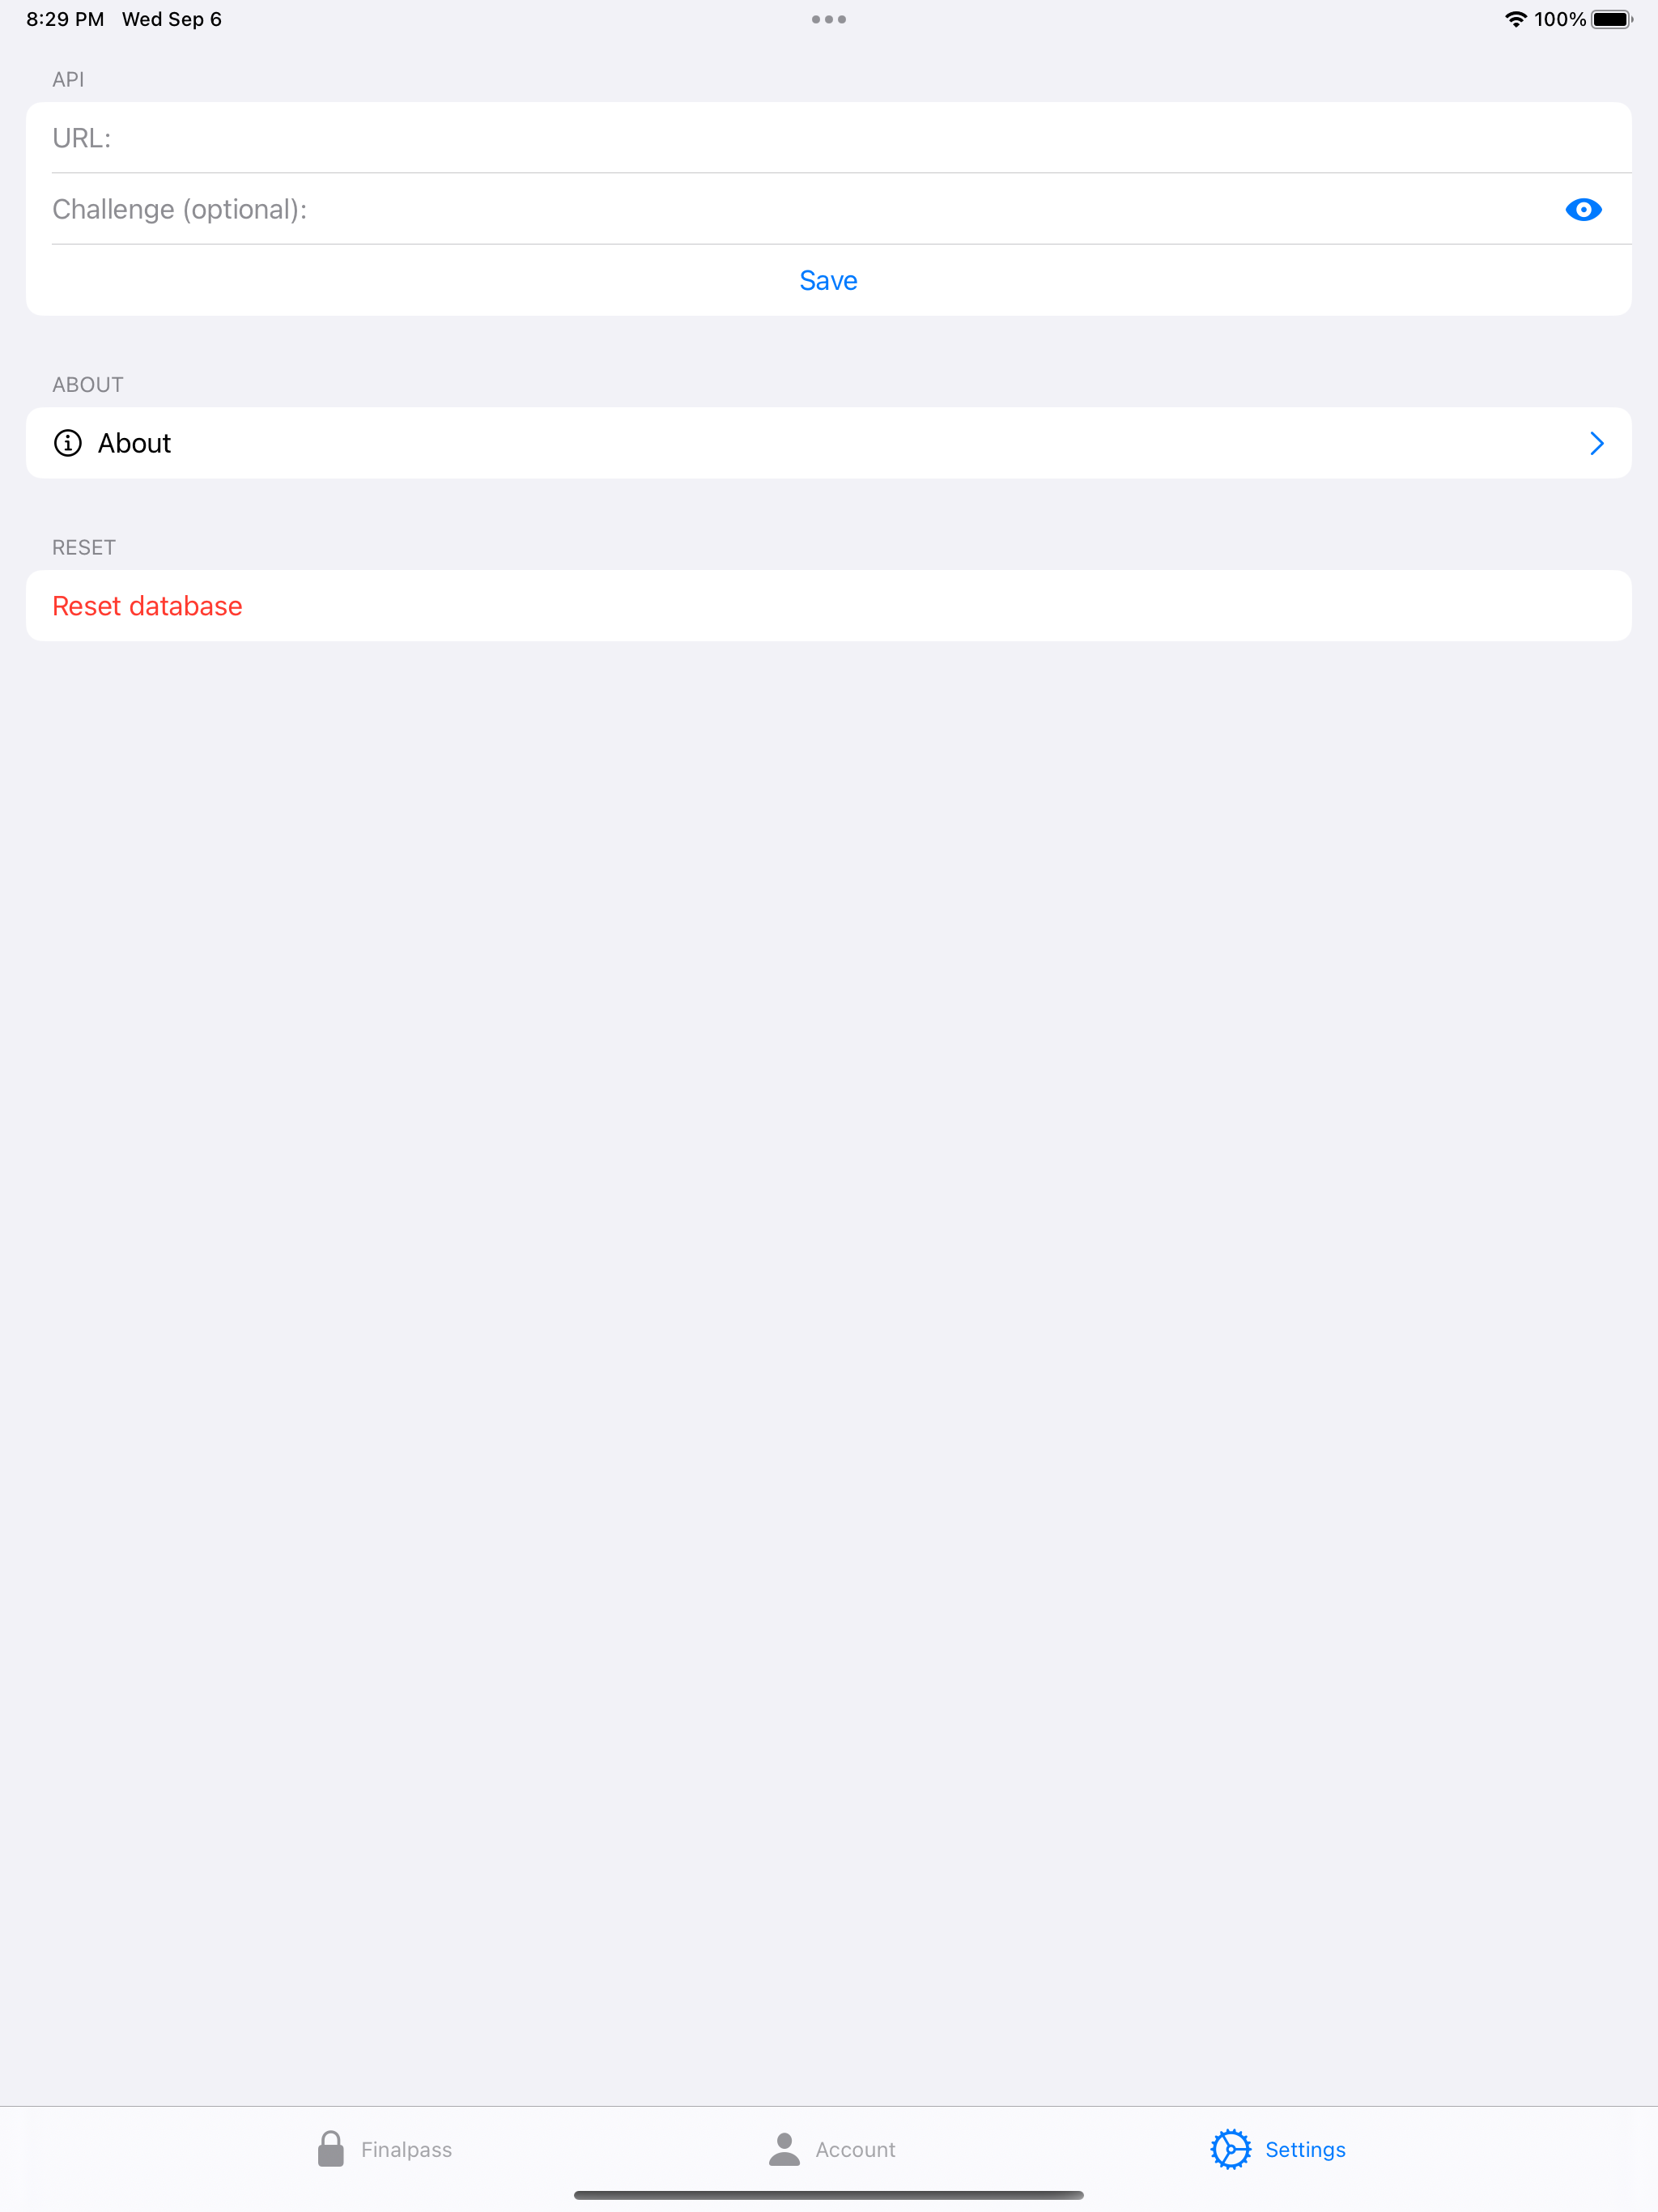 8:29 PM Wed Sep 6 100%
API
URL:
Challenge (optional):
Save
ABOUT
About
RESET
Reset database
Finalpass Account Settings